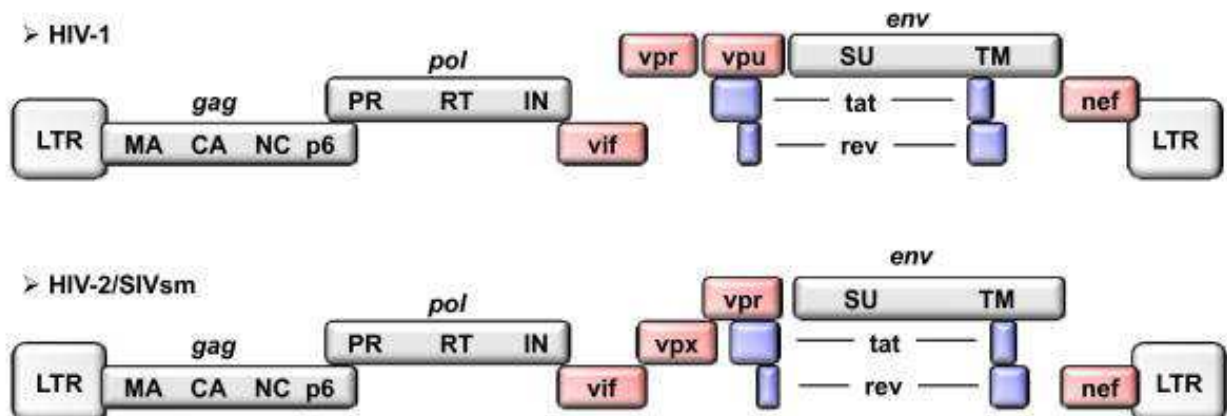 ➢ HIV-1
env
vpr vpu SU TM
pol
PR RT IN
tat
nef
gag
LTR MA CA NC p6
vif
rev
LTR
➢ HIV-2/SIVsm
env
vpr SU TM
pol
PR RT IN
vpx
tat
gag
LTR MA CA NC p6
vif
rev
nef LTR